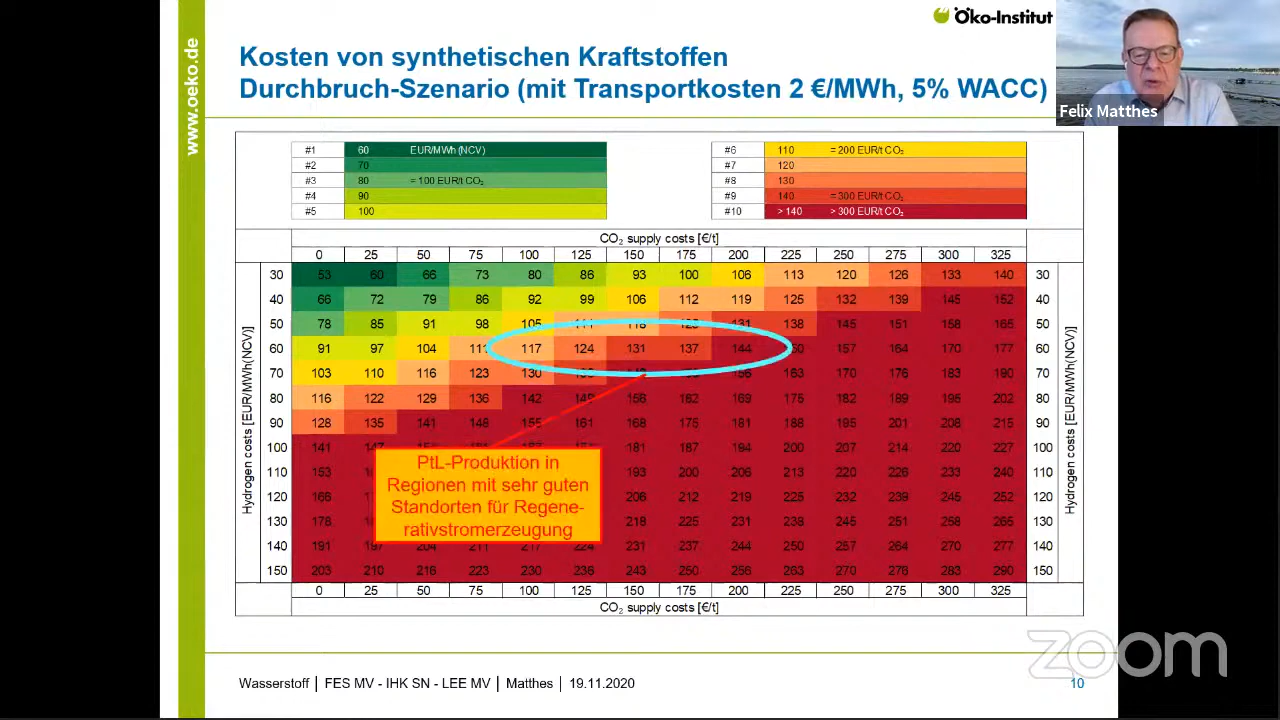 Öko-Institut
www.oeko.de
Kosten von synthetischen Kraftstoffen
Durchbruch-Szenario (mit Transportkosten 2 €/MWh, 5% WACC)
Felix Matthes
#1 60 EUR/MWh (NCV)
#2 70
#3 80 = 100 EUR/t CO₂
#4 90
#5 100
#6 110 = 200 EUR/t CO₂
#7 120
#8 130
#9 140 = 300 EUR/t CO₂
#10 > 140 > 300 EUR/t CO₂
CO₂ supply costs [€/t]
0 25 50 75 100 125 150 175 200 225 250 275 300 325
Hydrogen costs [EUR/MWh(NCV)]
30 53 60 66 73 80 86 93 100 106 113 120 126 133 140 30
40 66 72 79 86 92 99 106 112 119 125 132 139 145 152 40
50 78 85 91 98 105 111 118 131 138 145 151 158 165 50
60 91 97 104 111 117 124 131 137 144 157 164 170 177 60
70 103 110 116 123 130 156 163 170 176 183 190 70
80 116 122 129 136 142 149 156 162 169 175 182 189 195 202 80
90 128 135 141 148 155 161 168 175 181 188 195 201 208 215 90
100 141 147 181 187 194 200 207 214 220 227 100
110 153 193 200 206 213 220 226 233 240 110
120 166 206 212 219 225 232 239 245 252 120
130 178 218 225 231 238 245 251 258 265 130
140 191 197 204 211 217 224 231 237 244 250 257 264 270 277 140
150 203 210 216 223 230 236 243 250 256 263 270 276 283 290 150
Hydrogen costs [EUR/MWh(NCV)]
PtL-Produktion in
Regionen mit sehr guten
Standorten für Regene-
rativstromerzeugung
0 25 50 75 100 125 150 175 200 225 250 275 300 325
CO₂ supply costs [€/t]
zoom
Wasserstoff │ FES MV - IHK SN - LEE MV │ Matthes │ 19.11.2020
10